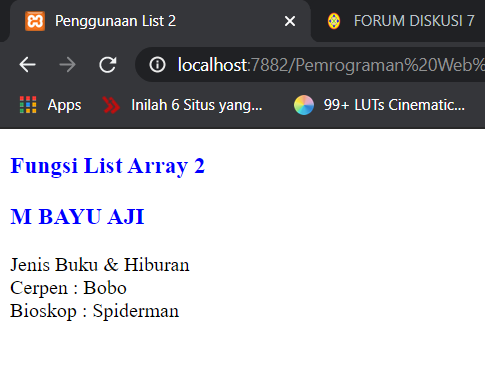 Penggunaan List 2
FORUM DISKUSI 7
localhost:7882/Pemrograman%20Web%
Apps
Inilah 6 Situs yang...
99+ LUTs Cinematic...
Fungsi List Array 2
M BAYU AJI
Jenis Buku & Hiburan
Cerpen : Bobo
Bioskop : Spiderman